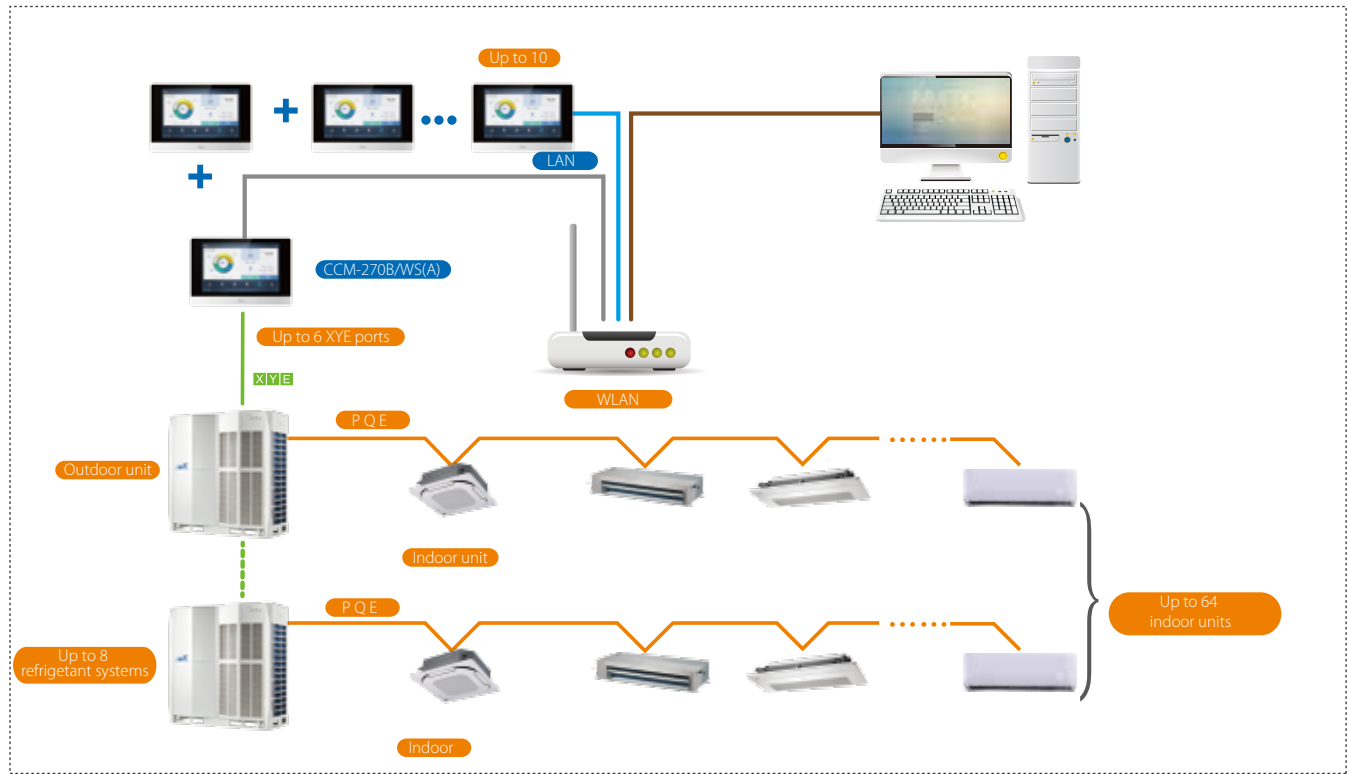 Up to 10
LAN
CCM-270B/WS(A)
Up to 6 XYE ports
X Y E
WLAN
P Q E
Outdoor unit
Indoor unit
P Q E
Up to 64
indoor units
Up to 8
refrigetant systems
Indoor